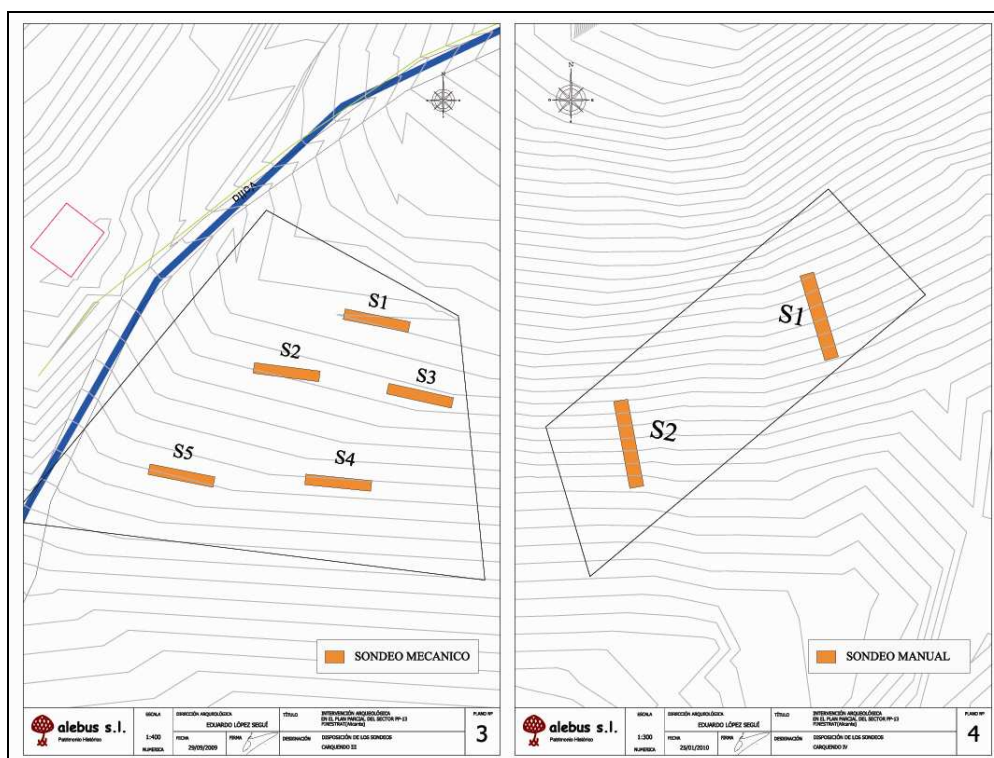 DIICA
S1
S2
S3
S5
S4
SONDEO MECANICO
alebus s.l.
Patrimonio Histórico
ESCALA
1:400
NUMERICA
DIRECCIÓN ARQUEOLÓGICA
EDUARDO LÓPEZ SEGUÍ
FECHA
29/09/2009
FIRMA
TÍTULO
INTERVENCIÓN ARQUEOLÓGICA
EN EL PLAN PARCIAL DEL SECTOR PP-13
FINESTRAT(Alicante)
DESIGNACIÓN
DISPOSICIÓN DE LOS SONDEOS
CARQUENDO III
PLANO Nº
3
N
S1
S2
SONDEO MANUAL
alebus s.l.
Patrimonio Histórico
ESCALA
1:300
NUMERICA
DIRECCIÓN ARQUEOLÓGICA
EDUARDO LÓPEZ SEGUÍ
FECHA
25/01/2010
FIRMA
TÍTULO
INTERVENCIÓN ARQUEOLÓGICA
EN EL PLAN PARCIAL DEL SECTOR PP-13
FINESTRAT(Alicante)
DESIGNACIÓN
DISPOSICIÓN DE LOS SONDEOS
CARQUENDO IV
PLANO Nº
4